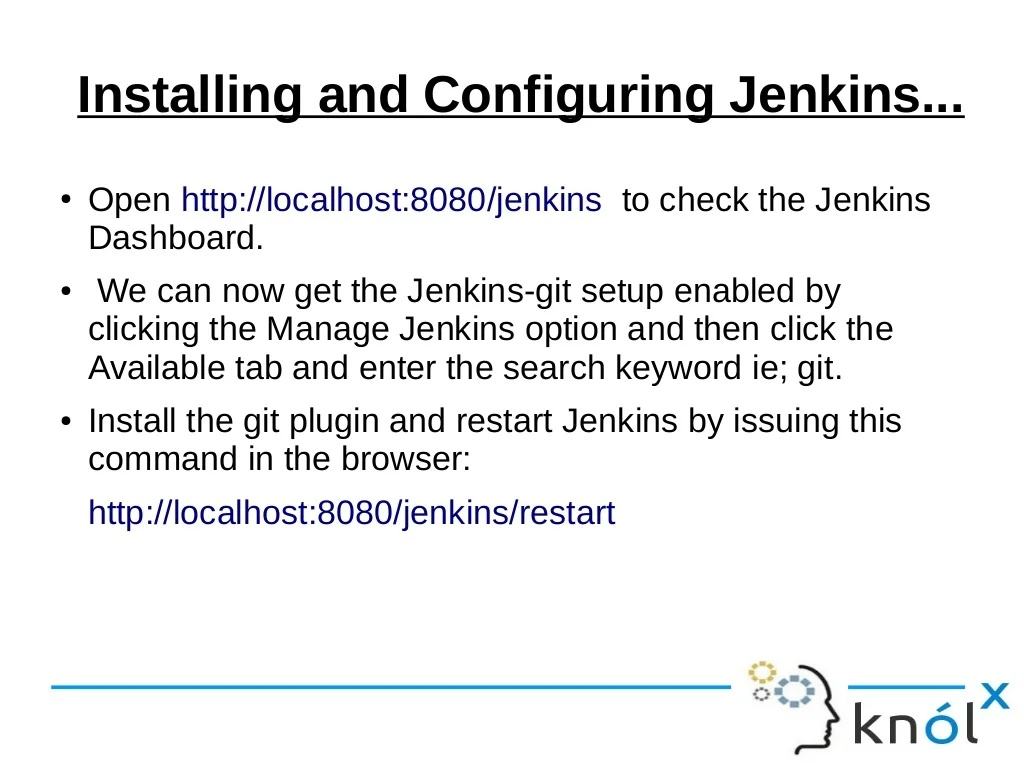 Installing and Configuring Jenkins...
• Open http://localhost:8080/jenkins  to check the Jenkins
Dashboard.
•  We can now get the Jenkins-git setup enabled by
clicking the Manage Jenkins option and then click the
Available tab and enter the search keyword ie; git.
• Install the git plugin and restart Jenkins by issuing this
command in the browser:
http://localhost:8080/jenkins/restart
knólx